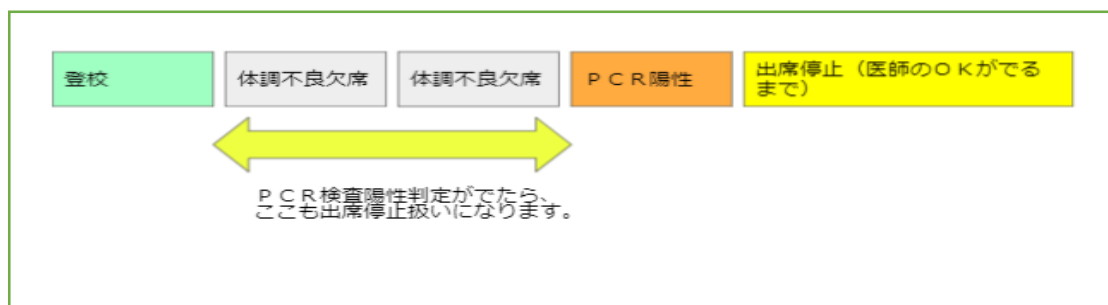 登校
体調不良欠席
体調不良欠席
ＰＣＲ陽性
出席停止（医師のＯＫがでる
まで）
ＰＣＲ検査陽性判定がでたら、
ここも出席停止扱いになります。